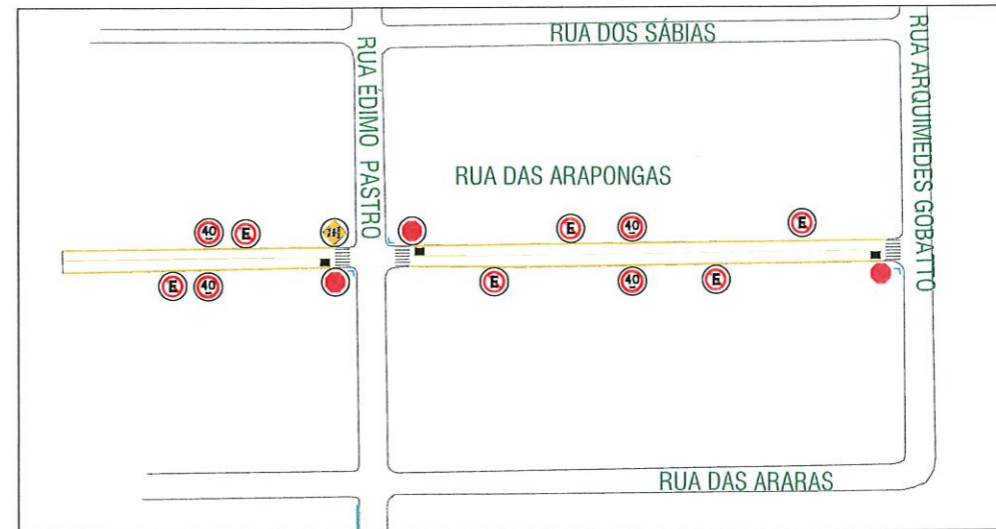 RUA DOS SÁBIAS
RUA ÉDIMO PASTRO
RUA ARQUIMEDES GOBATTO
RUA DAS ARAPONGAS
40
E
E
40
E
E
40
E
40
E
RUA DAS ARARAS